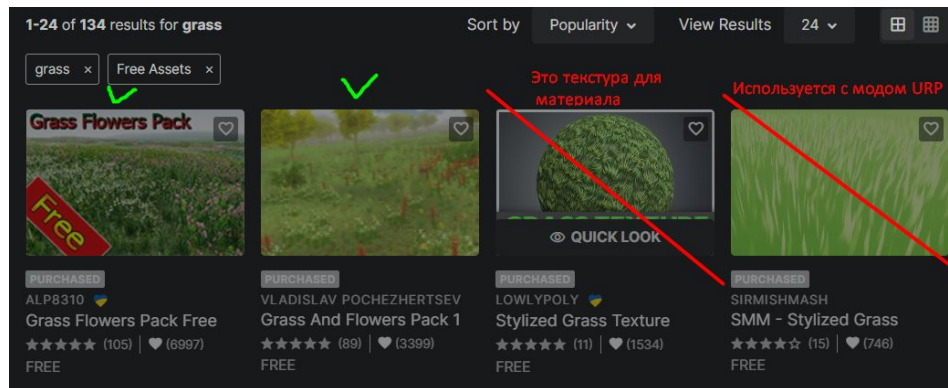 1-24 of 134 results for grass
Sort by Popularity View Results 24
grass × Free Assets ×
Это текстура для
материала
Используется с модом URP
Grass Flowers Pack
Free
GRASS TEXTURE
QUICK LOOK
PURCHASED
ALP8310
Grass Flowers Pack Free
(105) | (6997)
FREE
PURCHASED
VLADISLAV POCHEZHERTSEV
Grass And Flowers Pack 1
(89) | (3399)
FREE
PURCHASED
LOWLYPOLY
Stylized Grass Texture
(11) | (1534)
FREE
PURCHASED
SIRMISHMASH
SMM - Stylized Grass
(15) | (746)
FREE